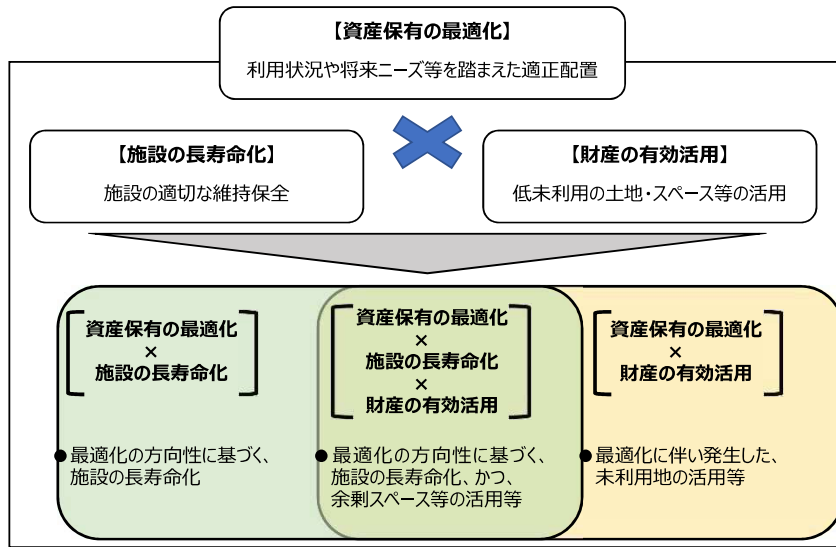 【資産保有の最適化】
利用状況や将来ニーズ等を踏まえた適正配置
【施設の長寿命化】
施設の適切な維持保全
【財産の有効活用】
低未利用の土地・スペース等の活用
資産保有の最適化
×
施設の長寿命化
●最適化の方向性に基づく、
施設の長寿命化
資産保有の最適化
×
施設の長寿命化
×
財産の有効活用
●最適化の方向性に基づく、
施設の長寿命化、かつ、
余剰スペース等の活用等
資産保有の最適化
×
財産の有効活用
●最適化に伴い発生した、
未利用地の活用等